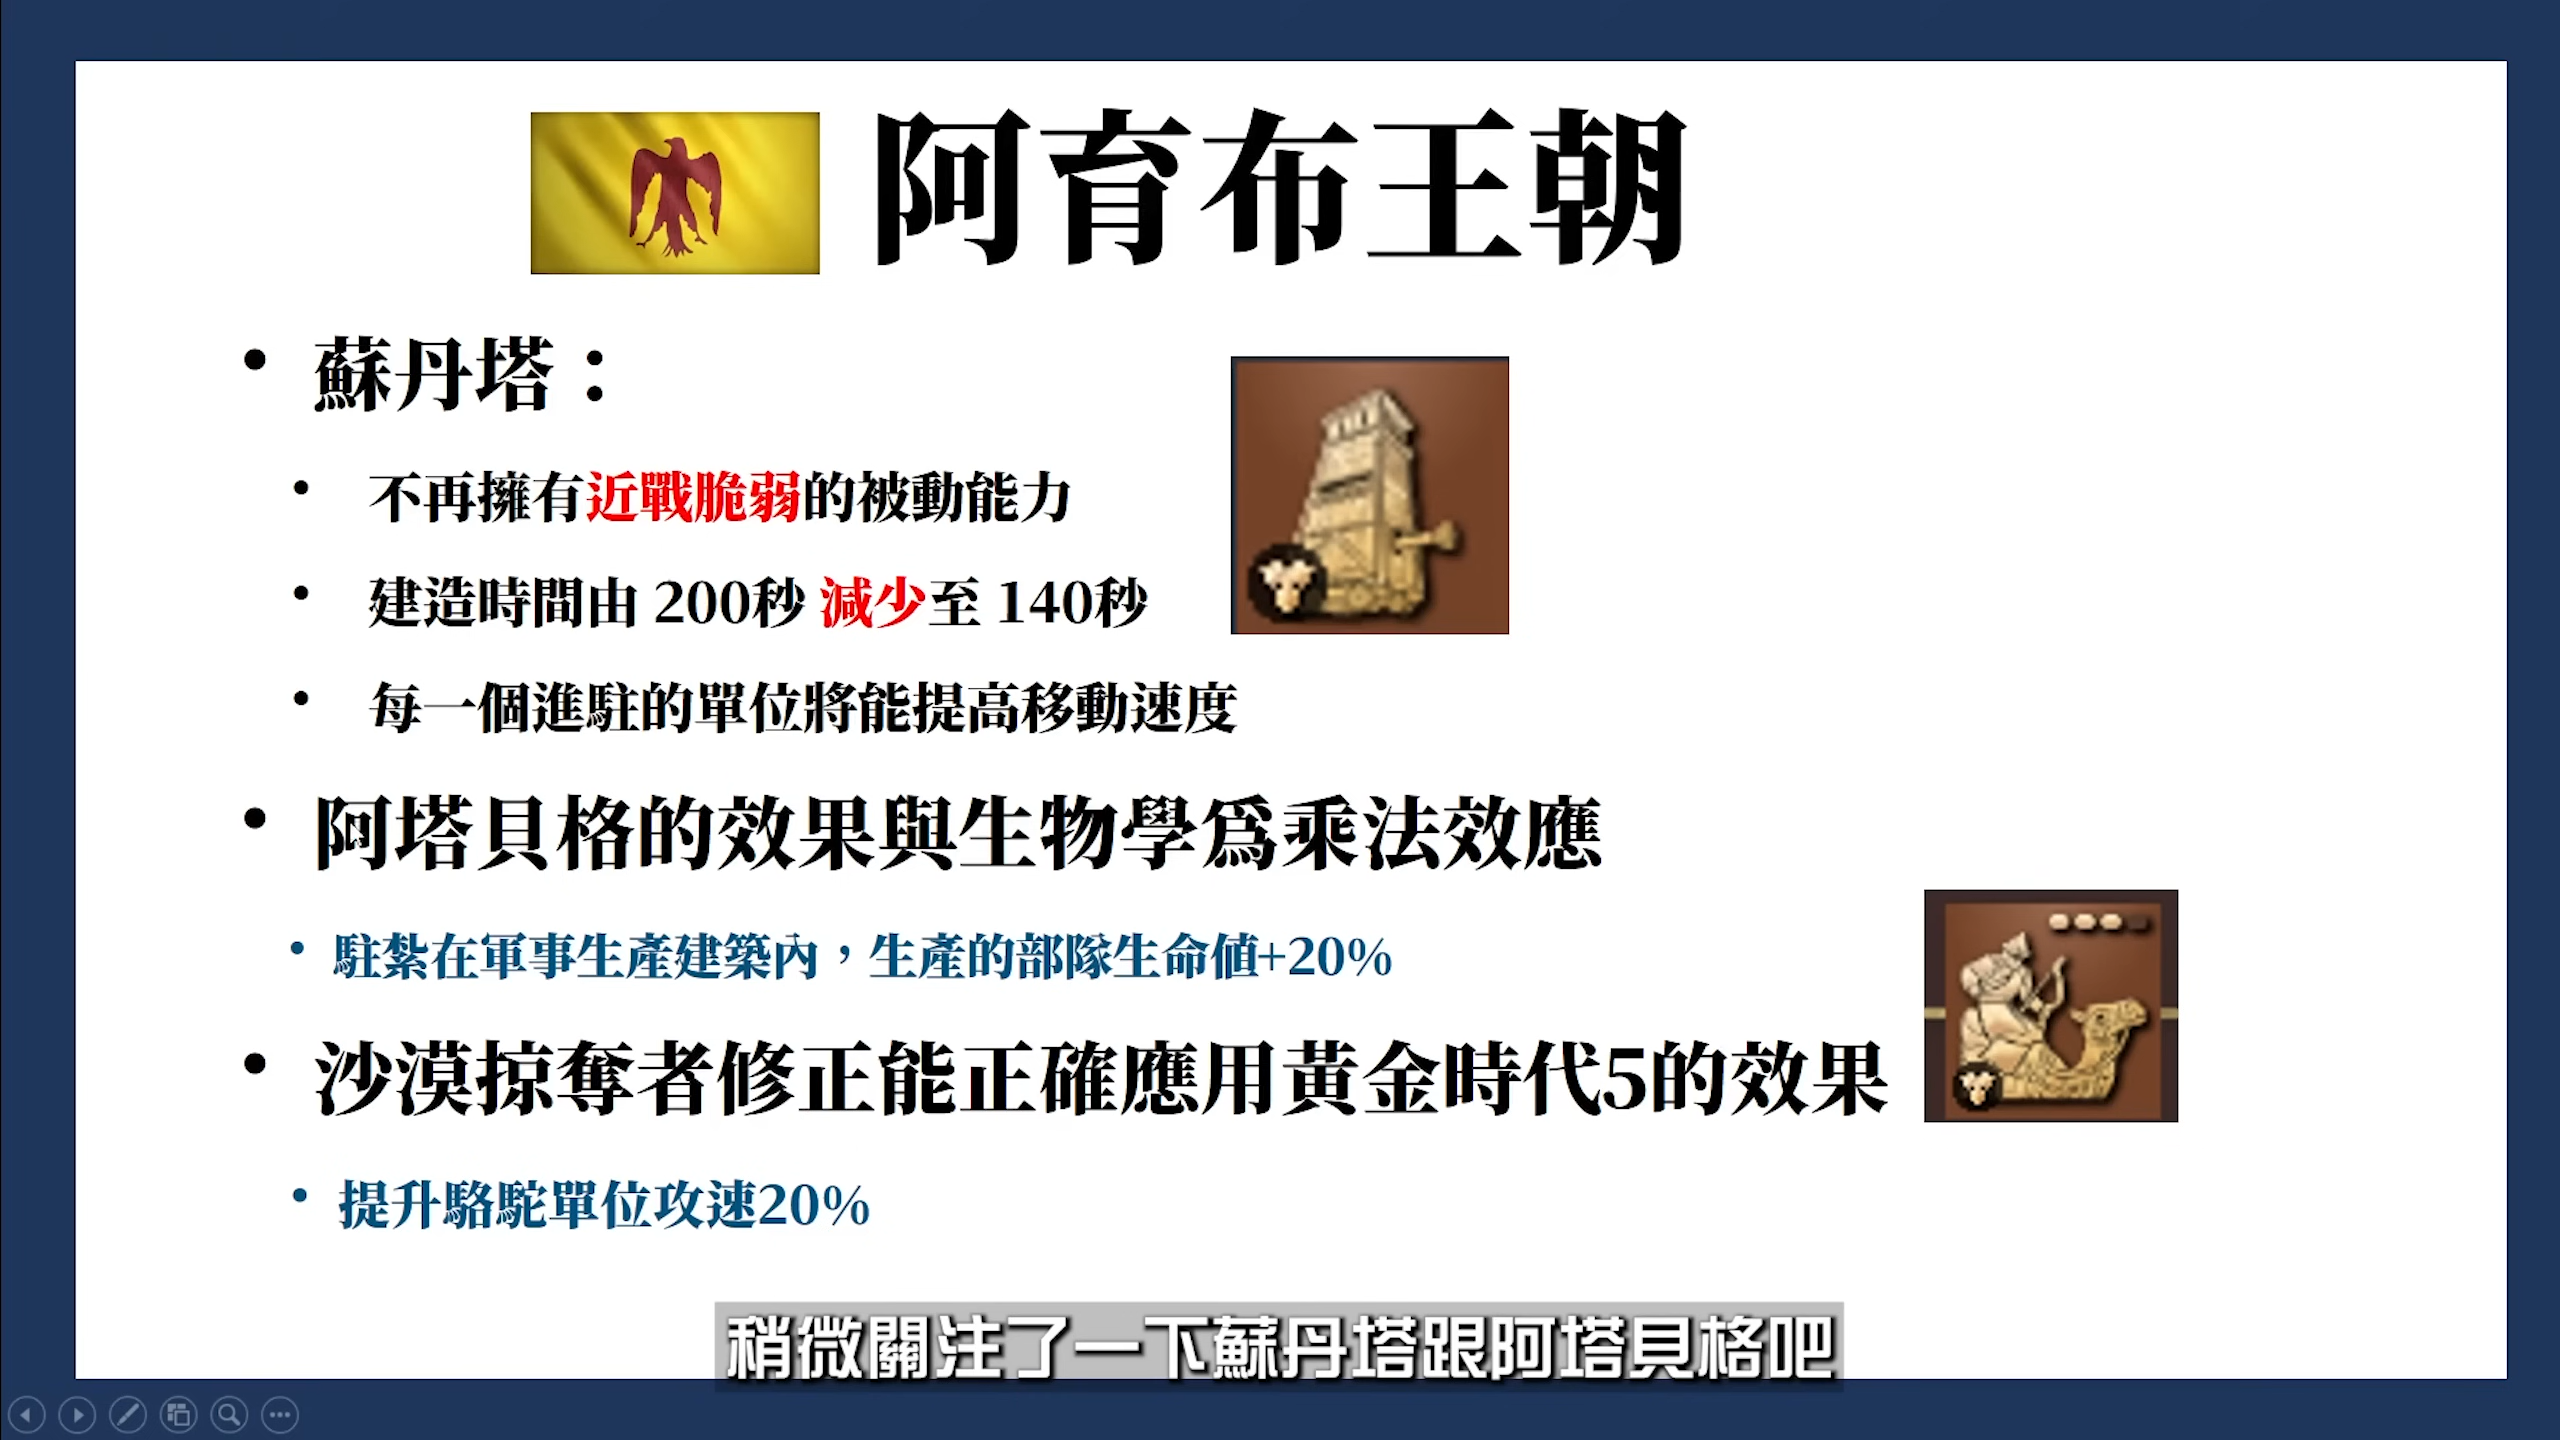 阿育布王朝
• 蘇丹塔：
• 不再擁有近戰脆弱的被動能力
• 建造時間由 200秒 減少至 140秒
• 每一個進駐的單位將能提高移動速度
• 阿塔貝格的效果與生物學為乘法效應
• 駐紮在軍事生產建築內，生產的部隊生命值+20%
• 沙漠掠奪者修正能正確應用黃金時代5的效果
• 提升駱駝單位攻速20%
稍微關注了一下蘇丹塔跟阿塔貝格吧